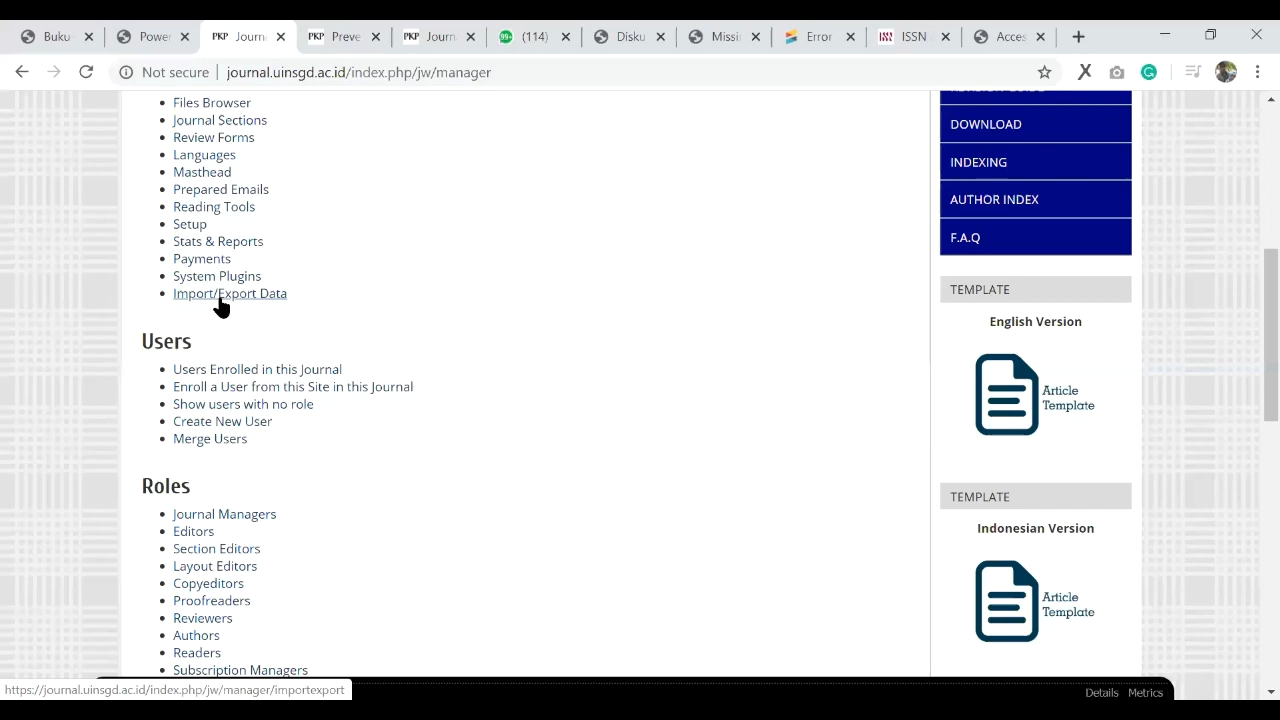 Buku
Power
PKP Journ
PKP Preve
PKP Journ
99+ (114)
Disku
Missi
Error
ISSN
Acces
Not secure journal.uinsgd.ac.id/index.php/jw/manager
Files Browser
Journal Sections
Review Forms
Languages
Masthead
Prepared Emails
Reading Tools
Setup
Stats & Reports
Payments
System Plugins
Import/Export Data
Users
Users Enrolled in this Journal
Enroll a User from this Site in this Journal
Show users with no role
Create New User
Merge Users
Roles
Journal Managers
Editors
Section Editors
Layout Editors
Copyeditors
Proofreaders
Reviewers
Authors
Readers
Subscription Managers
DOWNLOAD
INDEXING
AUTHOR INDEX
F.A.Q
TEMPLATE
English Version
Article
Template
TEMPLATE
Indonesian Version
Article
Template
https://journal.uinsgd.ac.id/index.php/jw/manager/importexport
Details Metrics